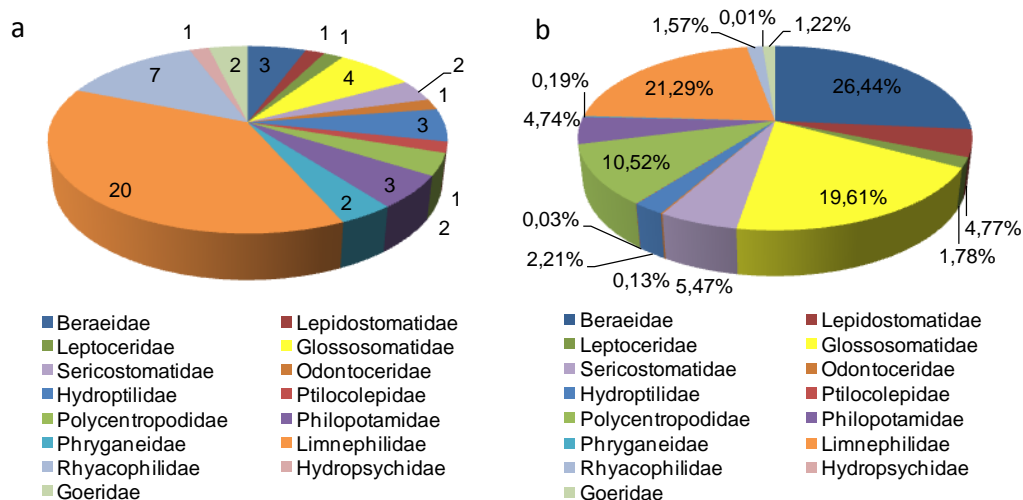 a
3
1
1
4
2
1
3
1
2
3
2
20
7
1
2
Beraeidae
Lepidostomatidae
Leptoceridae
Glossosomatidae
Sericostomatidae
Odontoceridae
Hydroptilidae
Ptilocolepidae
Polycentropodidae
Philopotamidae
Phryganeidae
Limnephilidae
Rhyacophilidae
Hydropsychidae
Goeridae
b
26,44%
4,77%
1,78%
19,61%
5,47%
0,13%
2,21%
0,03%
10,52%
4,74%
0,19%
21,29%
1,57%
0,01%
1,22%
Beraeidae
Lepidostomatidae
Leptoceridae
Glossosomatidae
Sericostomatidae
Odontoceridae
Hydroptilidae
Ptilocolepidae
Polycentropodidae
Philopotamidae
Phryganeidae
Limnephilidae
Rhyacophilidae
Hydropsychidae
Goeridae